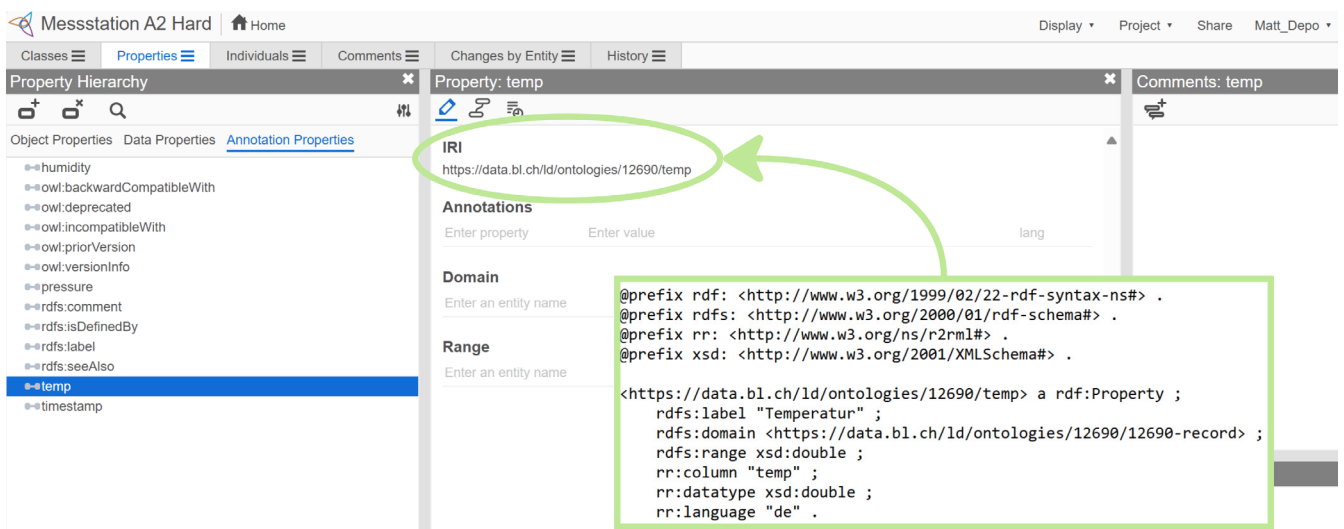 Messstation A2 Hard Home Display Project Share Matt_Depo
Classes Properties Individuals Comments Changes by Entity History
Property Hierarchy
Object Properties Data Properties Annotation Properties
humidity
owl:backwardCompatibleWith
owl:deprecated
owl:incompatibleWith
owl:priorVersion
owl:versionInfo
pressure
rdfs:comment
rdfs:isDefinedBy
rdfs:label
rdfs:seeAlso
temp
timestamp
Property: temp
IRI
https://data.bl.ch/ld/ontologies/12690/temp
Annotations
Enter property Enter value lang
Domain
Enter an entity name
Range
Enter an entity name
@prefix rdf: <http://www.w3.org/1999/02/22-rdf-syntax-ns#> .
@prefix rdfs: <http://www.w3.org/2000/01/rdf-schema#> .
@prefix rr: <http://www.w3.org/ns/r2rml#> .
@prefix xsd: <http://www.w3.org/2001/XMLSchema#> .
<https://data.bl.ch/ld/ontologies/12690/temp> a rdf:Property ;
rdfs:label "Temperatur" ;
rdfs:domain <https://data.bl.ch/ld/ontologies/12690/12690-record> ;
rdfs:range xsd:double ;
rr:column "temp" ;
rr:datatype xsd:double ;
rr:language "de" .
Comments: temp